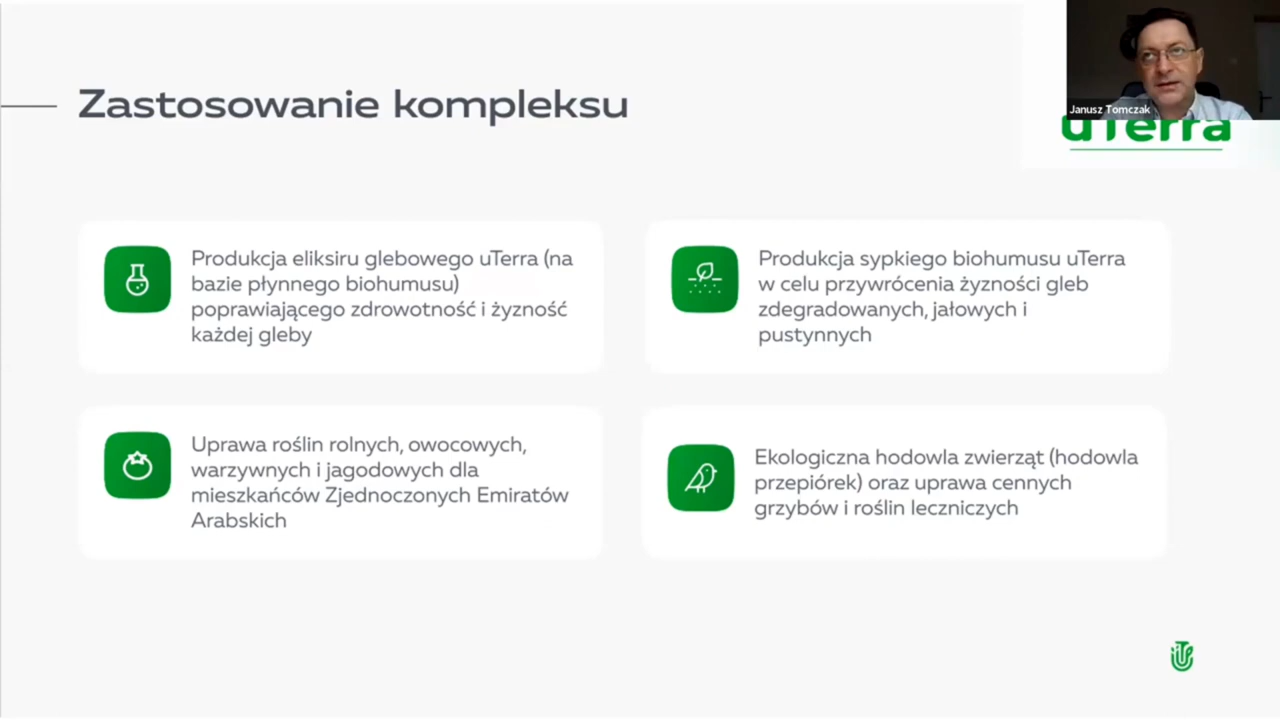 Zastosowanie kompleksu
Janusz Tomczak
uTerra
Produkcja eliksiru glebowego uTerra (na
bazie płynnego biohumusu)
poprawiającego zdrowotność i żyzność
każdej gleby
Produkcja sypkiego biohumusu uTerra
w celu przywrócenia żyzności gleb
zdegradowanych, jałowych i
pustynnych
Uprawa roślin rolnych, owocowych,
warzywnych i jagodowych dla
mieszkańców Zjednoczonych Emiratów
Arabskich
Ekologiczna hodowla zwierząt (hodowla
przepiórek) oraz uprawa cennych
grzybów i roślin leczniczych